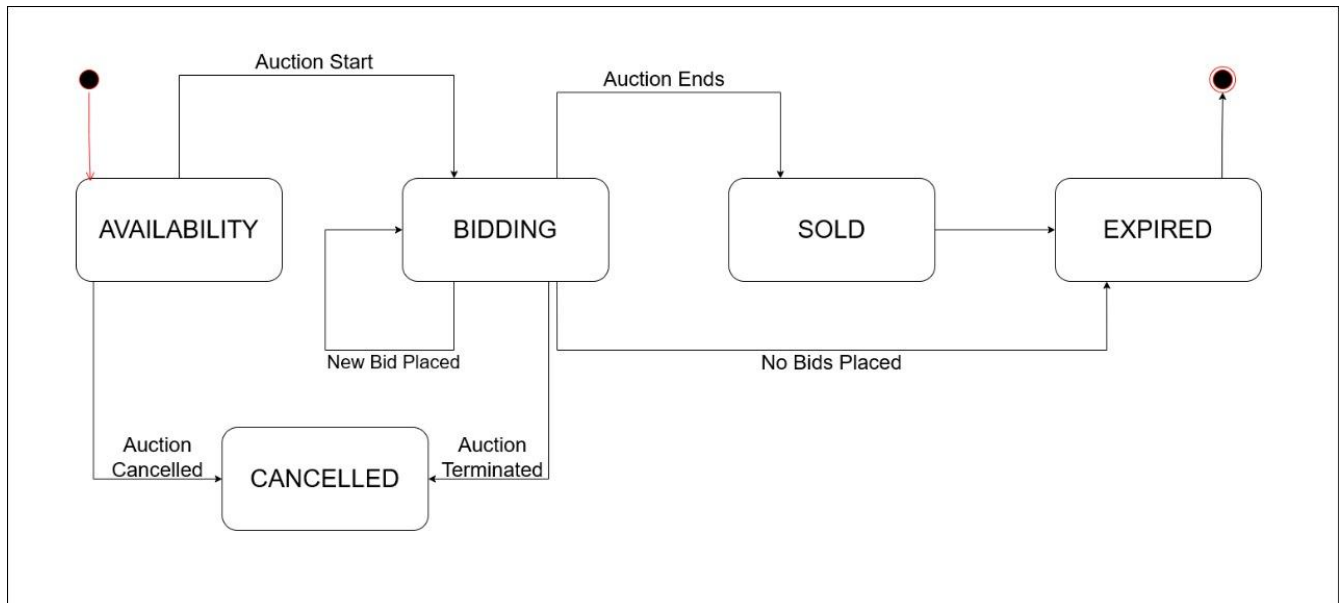 Auction Start
Auction Ends
AVAILABILITY
BIDDING
SOLD
EXPIRED
New Bid Placed
No Bids Placed
Auction
Cancelled
CANCELLED
Auction
Terminated